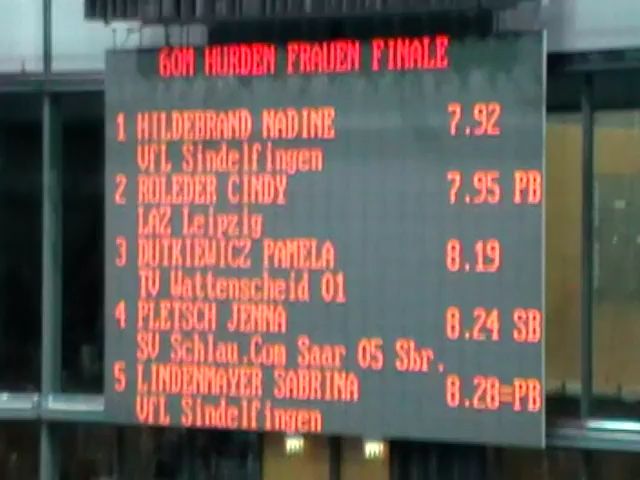 60M HÜRDEN FRAUEN FINALE
1 HILDEBRAND NADINE 7.92
VfL Sindelfingen
2 ROLEDER CINDY 7.95 PB
LAZ Leipzig
3 DUTKIEWICZ PAMELA 8.19
TV Wattenscheid 01
4 PLETSCH JENNA 8.24 SB
SV Schlau.Com Saar 05 Sbr.
5 LINDENMAYER SABRINA 8.28=PB
VfL Sindelfingen